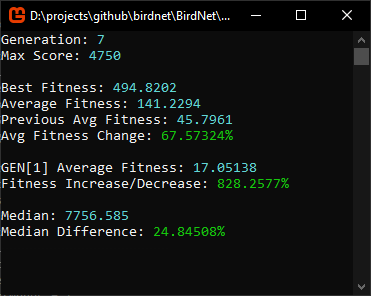 D:\projects\github\birdnet\BirdNet\...
Generation: 7
Max Score: 4750
Best Fitness: 494.8202
Average Fitness: 141.2294
Previous Avg Fitness: 45.7961
Avg Fitness Change: 67.57324%
GEN[1] Average Fitness: 17.05138
Fitness Increase/Decrease: 828.2577%
Median: 7756.585
Median Difference: 24.84508%